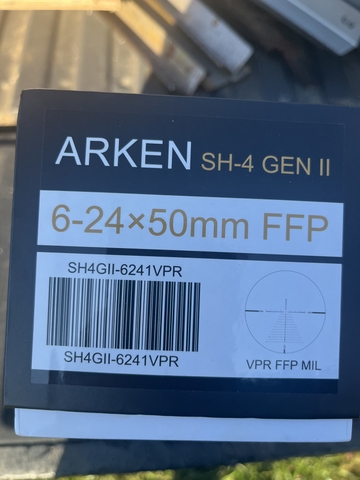 ARKEN SH-4 GEN II
6-24×50mm FFP
SH4GII-6241VPR
SH4GII-6241VPR
VPR FFP MIL